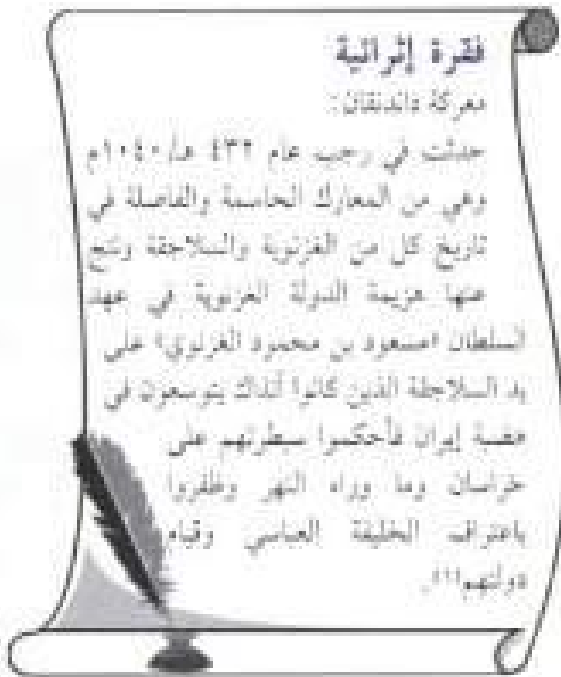 فقرة إثرائية
معركة داندنقان:
حدثت في رجب عام ٤٣٢ هـ/١٠٤٠م
وهي من المعارك الحاسمة والفاصلة في
تاريخ كل من الغزنوية والسلاجقة ونتج
عنها هزيمة الدولة الغزنوية في عهد
السلطان «مسعود بن محمود الغزنوي» على
يد السلاجقة الذين كانوا آنذاك يتوسعون في
هضبة إيران فأحكموا سيطرتهم على
خراسان وما وراء النهر وظفروا
باعتراف الخليفة العباسي وقيام
دولتهم(١).